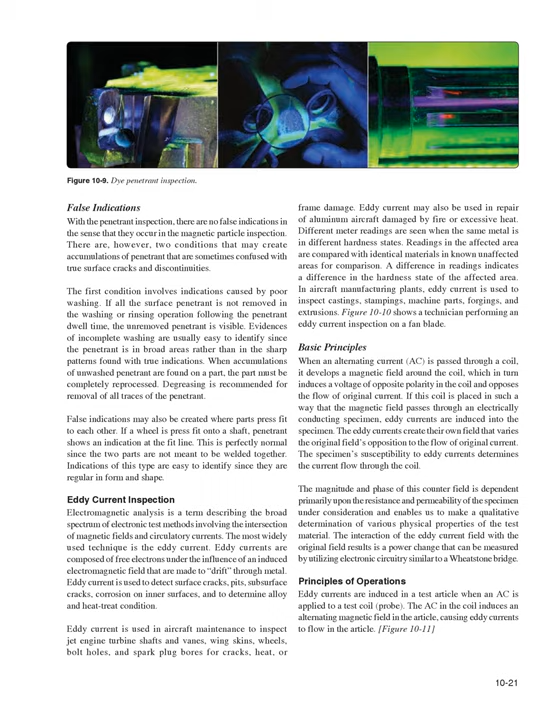 Figure 10-9. Dye penetrant inspection.
False Indications
With the penetrant inspection, there are no false indications in
the sense that they occur in the magnetic particle inspection.
There are, however, two conditions that may create
accumulations of penetrant that are sometimes confused with
true surface cracks and discontinuities.
The first condition involves indications caused by poor
washing. If all the surface penetrant is not removed in
the washing or rinsing operation following the penetrant
dwell time, the unremoved penetrant is visible. Evidences
of incomplete washing are usually easy to identify since
the penetrant is in broad areas rather than in the sharp
patterns found with true indications. When accumulations
of unwashed penetrant are found on a part, the part must be
completely reprocessed. Degreasing is recommended for
removal of all traces of the penetrant.
False indications may also be created where parts press fit
to each other. If a wheel is press fit onto a shaft, penetrant
shows an indication at the fit line. This is perfectly normal
since the two parts are not meant to be welded together.
Indications of this type are easy to identify since they are
regular in form and shape.
Eddy Current Inspection
Electromagnetic analysis is a term describing the broad
spectrum of electronic test methods involving the intersection
of magnetic fields and circulatory currents. The most widely
used technique is the eddy current. Eddy currents are
composed of free electrons under the influence of an induced
electromagnetic field that are made to “drift” through metal.
Eddy current is used to detect surface cracks, pits, subsurface
cracks, corrosion on inner surfaces, and to determine alloy
and heat-treat condition.
Eddy current is used in aircraft maintenance to inspect
jet engine turbine shafts and vanes, wing skins, wheels,
bolt holes, and spark plug bores for cracks, heat, or
frame damage. Eddy current may also be used in repair
of aluminum aircraft damaged by fire or excessive heat.
Different meter readings are seen when the same metal is
in different hardness states. Readings in the affected area
are compared with identical materials in known unaffected
areas for comparison. A difference in readings indicates
a difference in the hardness state of the affected area.
In aircraft manufacturing plants, eddy current is used to
inspect castings, stampings, machine parts, forgings, and
extrusions. Figure 10-10 shows a technician performing an
eddy current inspection on a fan blade.
Basic Principles
When an alternating current (AC) is passed through a coil,
it develops a magnetic field around the coil, which in turn
induces a voltage of opposite polarity in the coil and opposes
the flow of original current. If this coil is placed in such a
way that the magnetic field passes through an electrically
conducting specimen, eddy currents are induced into the
specimen. The eddy currents create their own field that varies
the original field’s opposition to the flow of original current.
The specimen’s susceptibility to eddy currents determines
the current flow through the coil.
The magnitude and phase of this counter field is dependent
primarily upon the resistance and permeability of the specimen
under consideration and enables us to make a qualitative
determination of various physical properties of the test
material. The interaction of the eddy current field with the
original field results is a power change that can be measured
by utilizing electronic circuitry similar to a Wheatstone bridge.
Principles of Operations
Eddy currents are induced in a test article when an AC is
applied to a test coil (probe). The AC in the coil induces an
alternating magnetic field in the article, causing eddy currents
to flow in the article. [Figure 10-11]
10-21